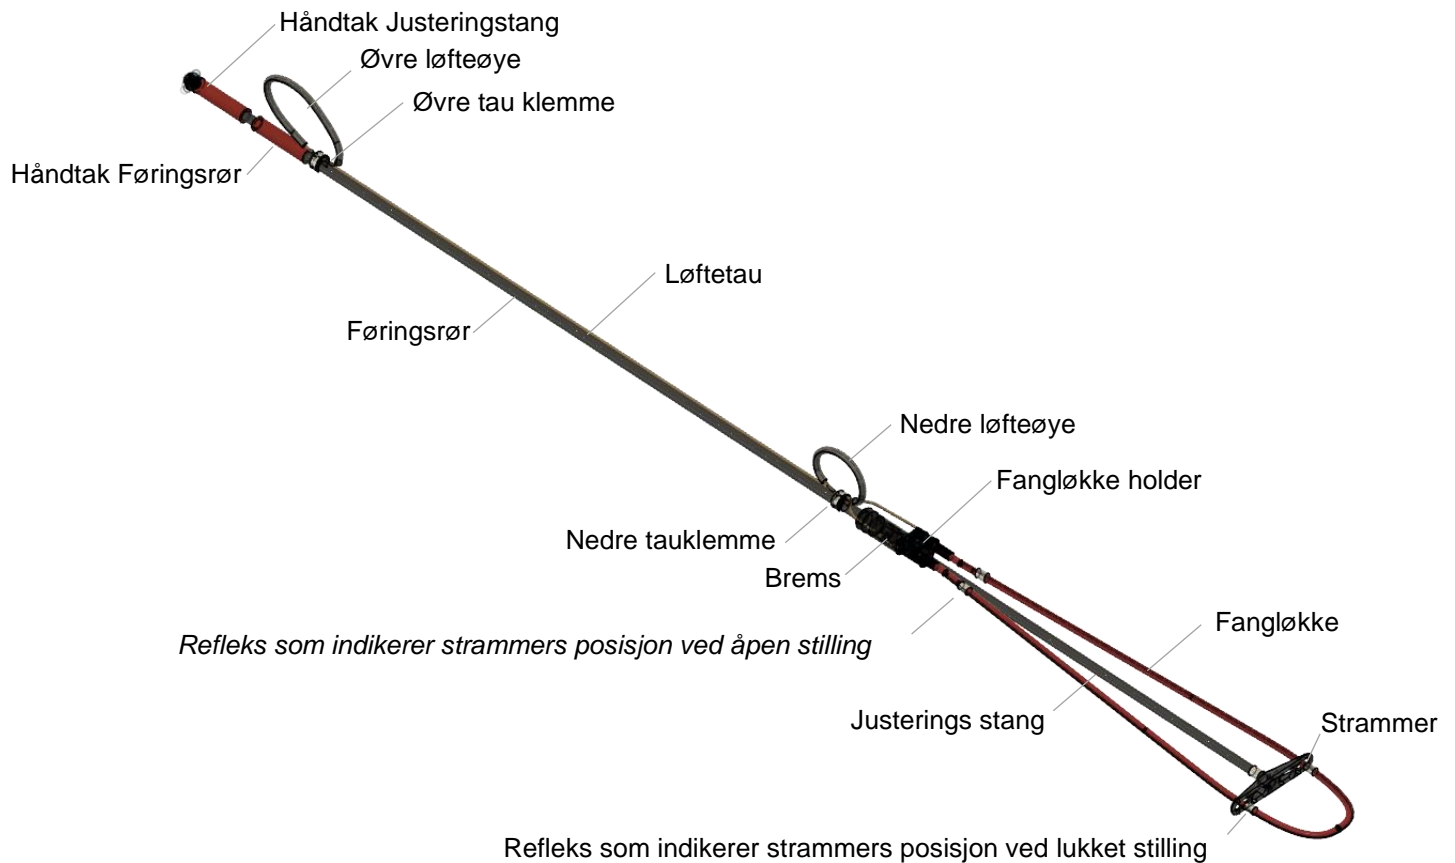 Håndtak Justeringstang
Øvre løfteøye
Øvre tau klemme
Håndtak Føringsrør
Løftetau
Føringsrør
Nedre løfteøye
Fangløkke holder
Nedre tauklemme
Brems
Refleks som indikerer strammers posisjon ved åpen stilling
Fangløkke
Justerings stang
Strammer
Refleks som indikerer strammers posisjon ved lukket stilling